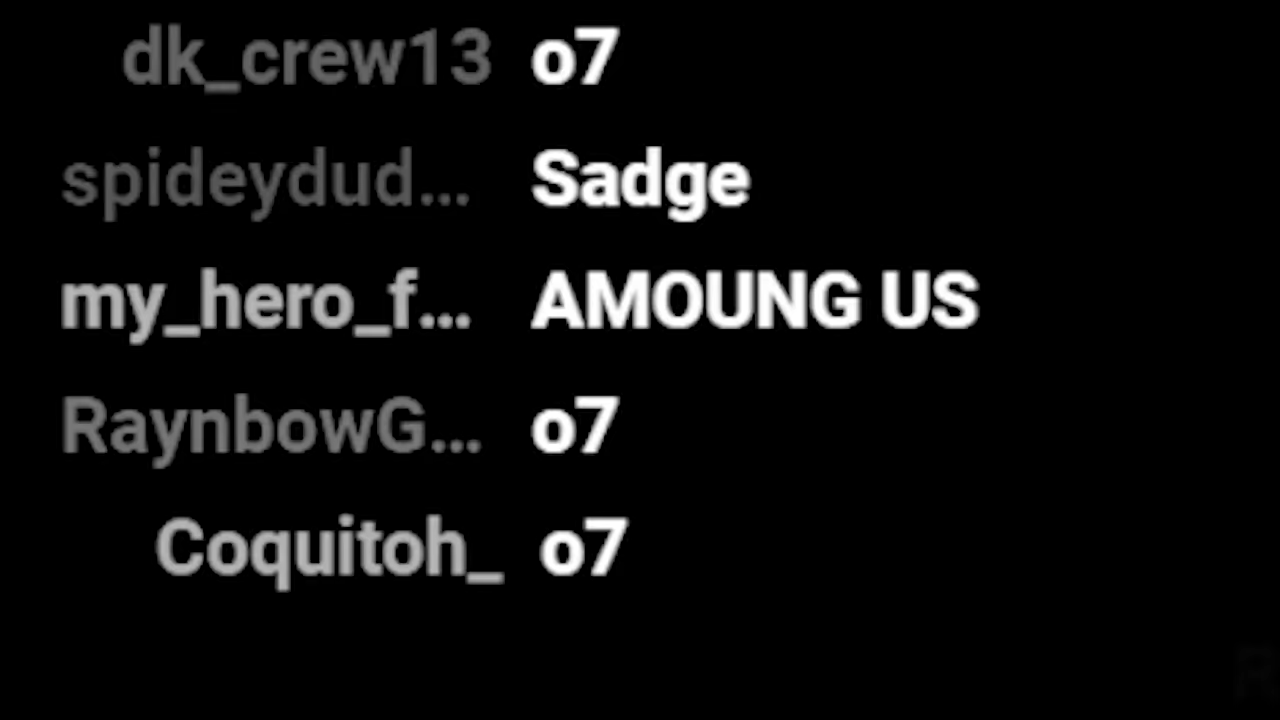 dk_crew13 o7
spideydud... Sadge
my_hero_f... AMOUNG US
RaynbowG... o7
Coquitoh_ o7